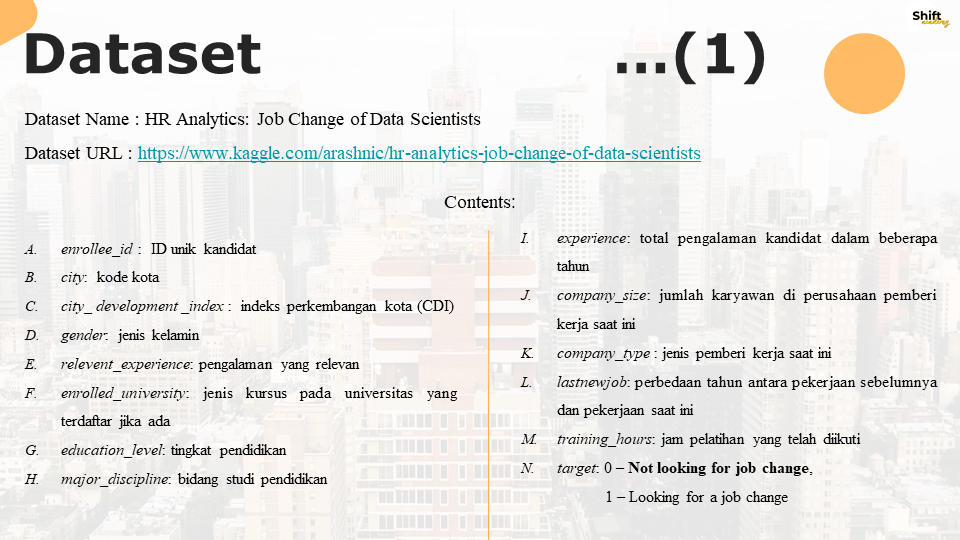 Shift
academy
Dataset ...(1)
Dataset Name : HR Analytics: Job Change of Data Scientists
Dataset URL : https://www.kaggle.com/arashnic/hr-analytics-job-change-of-data-scientists
Contents:
A. enrollee_id : ID unik kandidat
B. city: kode kota
C. city_ development _index : indeks perkembangan kota (CDI)
D. gender: jenis kelamin
E. relevent_experience: pengalaman yang relevan
F. enrolled_university: jenis kursus pada universitas yang
terdaftar jika ada
G. education_level: tingkat pendidikan
H. major_discipline: bidang studi pendidikan
I. experience: total pengalaman kandidat dalam beberapa
tahun
J. company_size: jumlah karyawan di perusahaan pemberi
kerja saat ini
K. company_type : jenis pemberi kerja saat ini
L. lastnewjob: perbedaan tahun antara pekerjaan sebelumnya
dan pekerjaan saat ini
M. training_hours: jam pelatihan yang telah diikuti
N. target: 0 – Not looking for job change,
1 – Looking for a job change